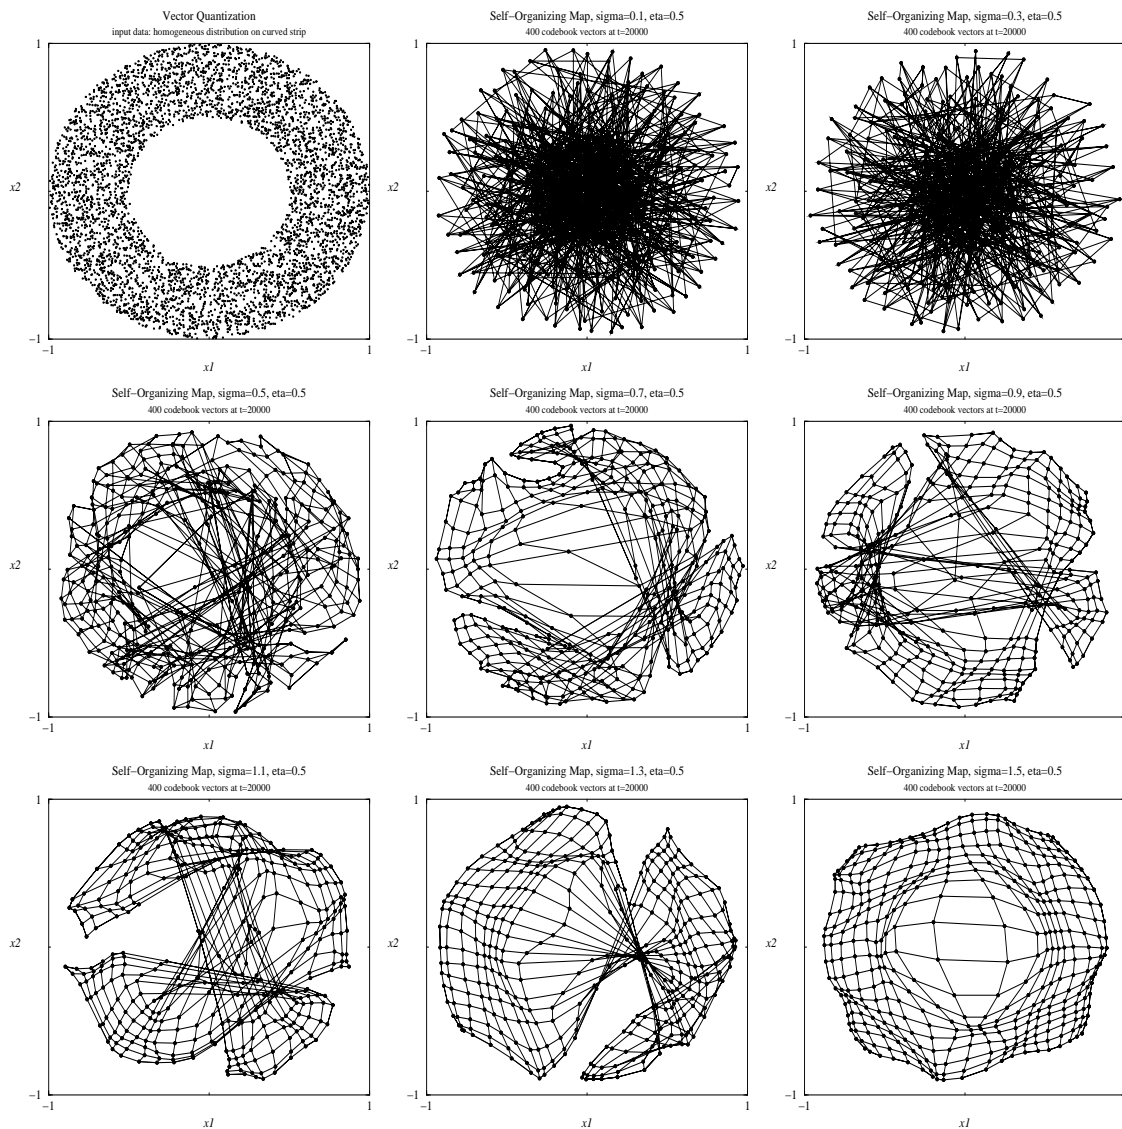 Vector Quantization
input data: homogeneous distribution on curved strip
1
x2
−1
−1
1
x1
Self−Organizing Map, sigma=0.1, eta=0.5
400 codebook vectors at t=20000
1
x2
−1
−1
1
x1
Self−Organizing Map, sigma=0.3, eta=0.5
400 codebook vectors at t=20000
1
x2
−1
−1
x1
Self−Organizing Map, sigma=0.5, eta=0.5
400 codebook vectors at t=20000
1
x2
−1
−1
1
x1
Self−Organizing Map, sigma=0.7, eta=0.5
400 codebook vectors at t=20000
1
x2
−1
−1
1
x1
Self−Organizing Map, sigma=0.9, eta=0.5
400 codebook vectors at t=20000
1
x2
−1
−1
x1
Self−Organizing Map, sigma=1.1, eta=0.5
400 codebook vectors at t=20000
1
x2
−1
−1
1
x1
Self−Organizing Map, sigma=1.3, eta=0.5
400 codebook vectors at t=20000
1
x2
−1
−1
1
x1
Self−Organizing Map, sigma=1.5, eta=0.5
400 codebook vectors at t=20000
1
x2
−1
−1
x1